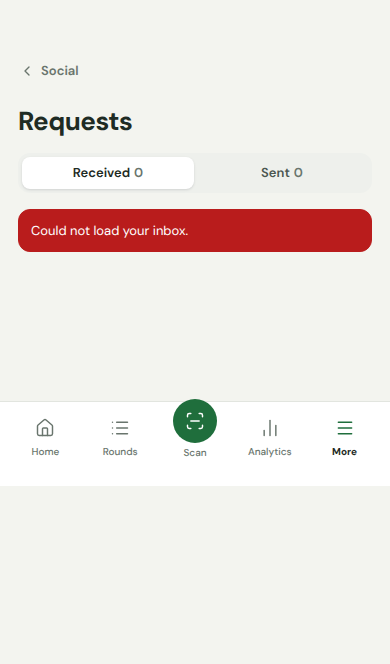 Social
Requests
Received 0
Sent 0
Could not load your inbox.
Home
Rounds
Scan
Analytics
More